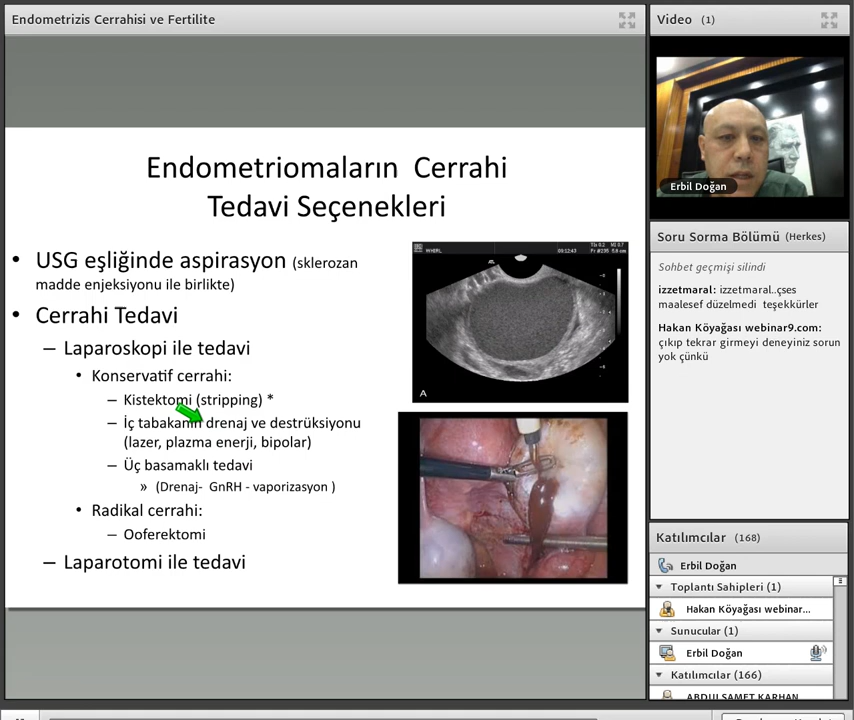 Endometrizis Cerrahisi ve Fertilite
Endometriomaların Cerrahi
Tedavi Seçenekleri
• USG eşliğinde aspirasyon (sklerozan
madde enjeksiyonu ile birlikte)
• Cerrahi Tedavi
– Laparoskopi ile tedavi
• Konservatif cerrahi:
– Kistektomi (stripping) *
– İç tabakanın drenaj ve destrüksiyonu
(lazer, plazma enerji, bipolar)
– Üç basamaklı tedavi
» (Drenaj- GnRH - vaporizasyon )
• Radikal cerrahi:
– Ooferektomi
– Laparotomi ile tedavi
A
Video (1)
Erbil Doğan
Soru Sorma Bölümü (Herkes)
Sohbet geçmişi silindi
izzetmaral: izzetmaral..çses
maalesef düzelmedi teşekkürler
Hakan Köyağası webinar9.com:
çıkıp tekrar girmeyi deneyiniz sorun
yok çünkü
Katılımcılar (168)
Erbil Doğan
Toplantı Sahipleri (1)
Hakan Köyağası webinar...
Sunucular (1)
Erbil Doğan
Katılımcılar (166)
ABDULSAMET KARHAN